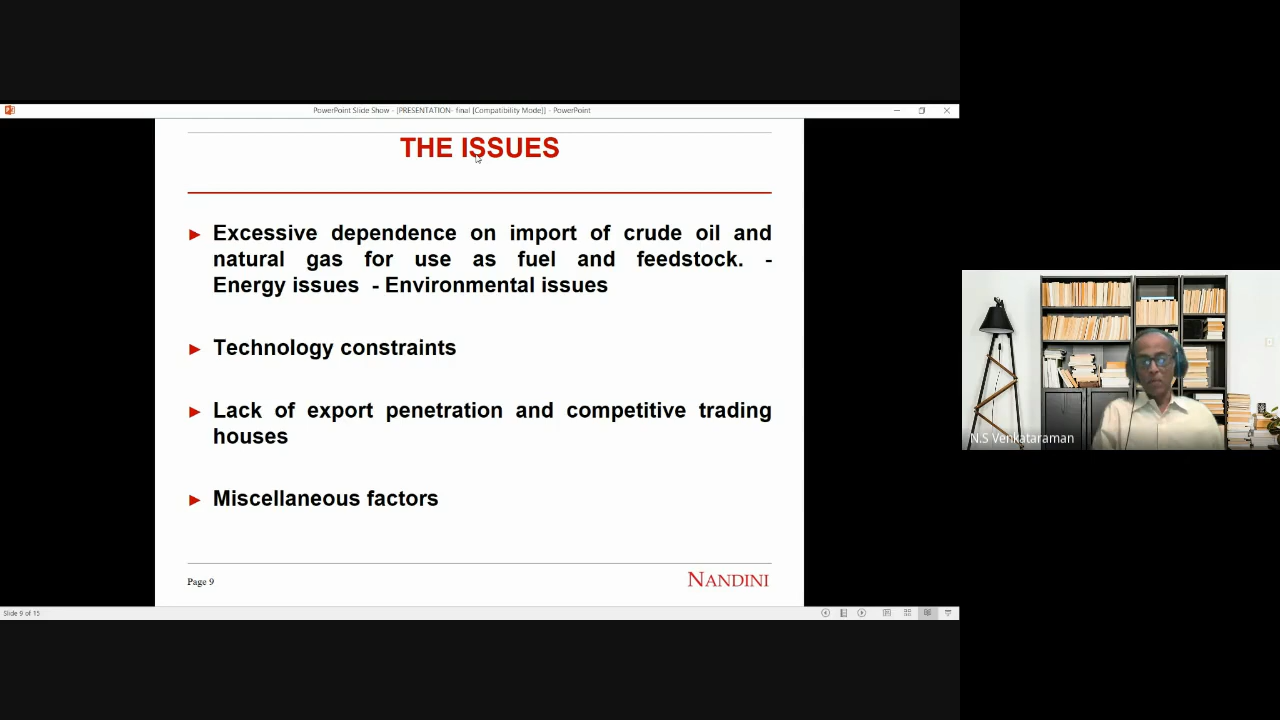 PowerPoint Slide Show - [PRESENTATION- final [Compatibility Mode]] - PowerPoint
THE ISSUES
► Excessive dependence on import of crude oil and
natural gas for use as fuel and feedstock. -
Energy issues - Environmental issues
► Technology constraints
► Lack of export penetration and competitive trading
houses
► Miscellaneous factors
Page 9
NANDINI
Slide 9 of 15
N.S Venkataraman